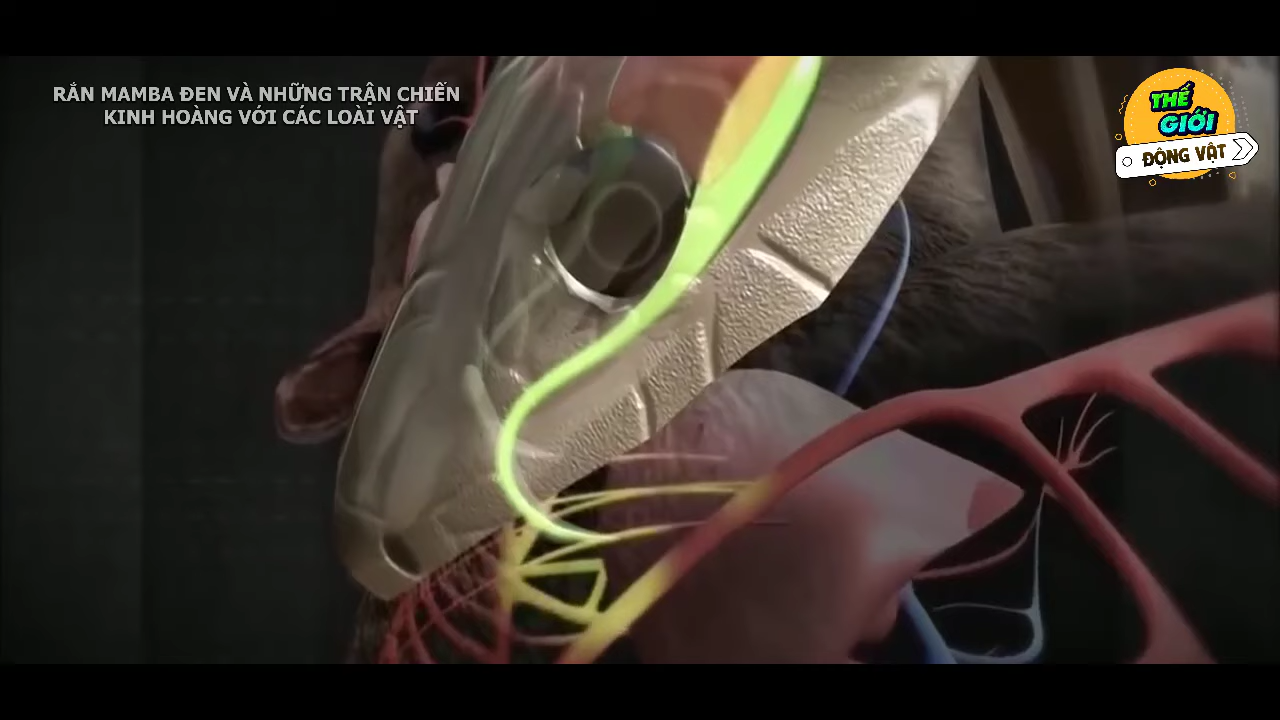 RẮN MAMBA ĐEN VÀ NHỮNG TRẬN CHIẾN
KINH HOÀNG VỚI CÁC LOÀI VẬT
THẾ
GIỚI
ĐỘNG VẬT